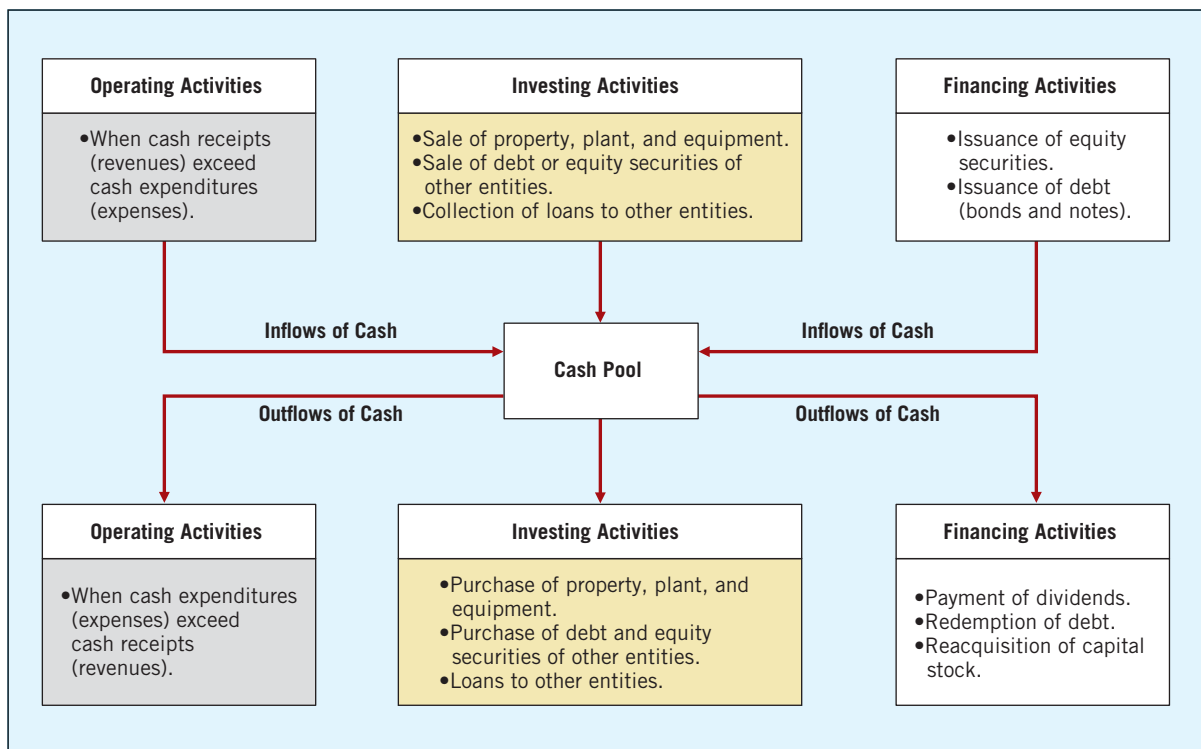 Operating Activities
•When cash receipts
(revenues) exceed
cash expenditures
(expenses).
Investing Activities
•Sale of property, plant, and equipment.
•Sale of debt or equity securities of
other entities.
•Collection of loans to other entities.
Financing Activities
•Issuance of equity
securities.
•Issuance of debt
(bonds and notes).
Inflows of Cash
Inflows of Cash
Cash Pool
Outflows of Cash
Outflows of Cash
Operating Activities
•When cash expenditures
(expenses) exceed
cash receipts
(revenues).
Investing Activities
•Purchase of property, plant, and
equipment.
•Purchase of debt and equity
securities of other entities.
•Loans to other entities.
Financing Activities
•Payment of dividends.
•Redemption of debt.
•Reacquisition of capital
stock.